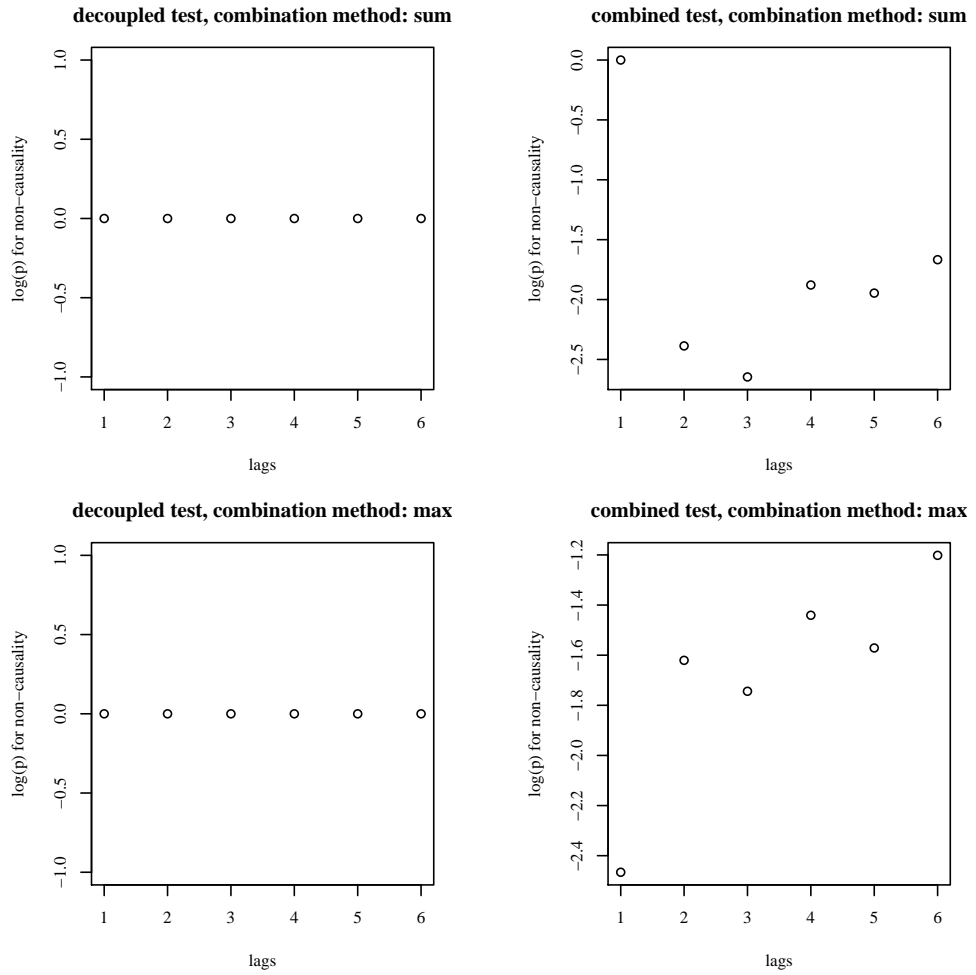 decoupled test, combination method: sum
log(p) for non−causality
1.0
0.5
0.0
−0.5
−1.0
1 2 3 4 5 6
lags
combined test, combination method: sum
log(p) for non−causality
0.0
−0.5
−1.0
−1.5
−2.0
−2.5
1 2 3 4 5 6
lags
decoupled test, combination method: max
log(p) for non−causality
1.0
0.5
0.0
−0.5
−1.0
1 2 3 4 5 6
lags
combined test, combination method: max
log(p) for non−causality
−1.2
−1.4
−1.6
−1.8
−2.0
−2.2
−2.4
1 2 3 4 5 6
lags